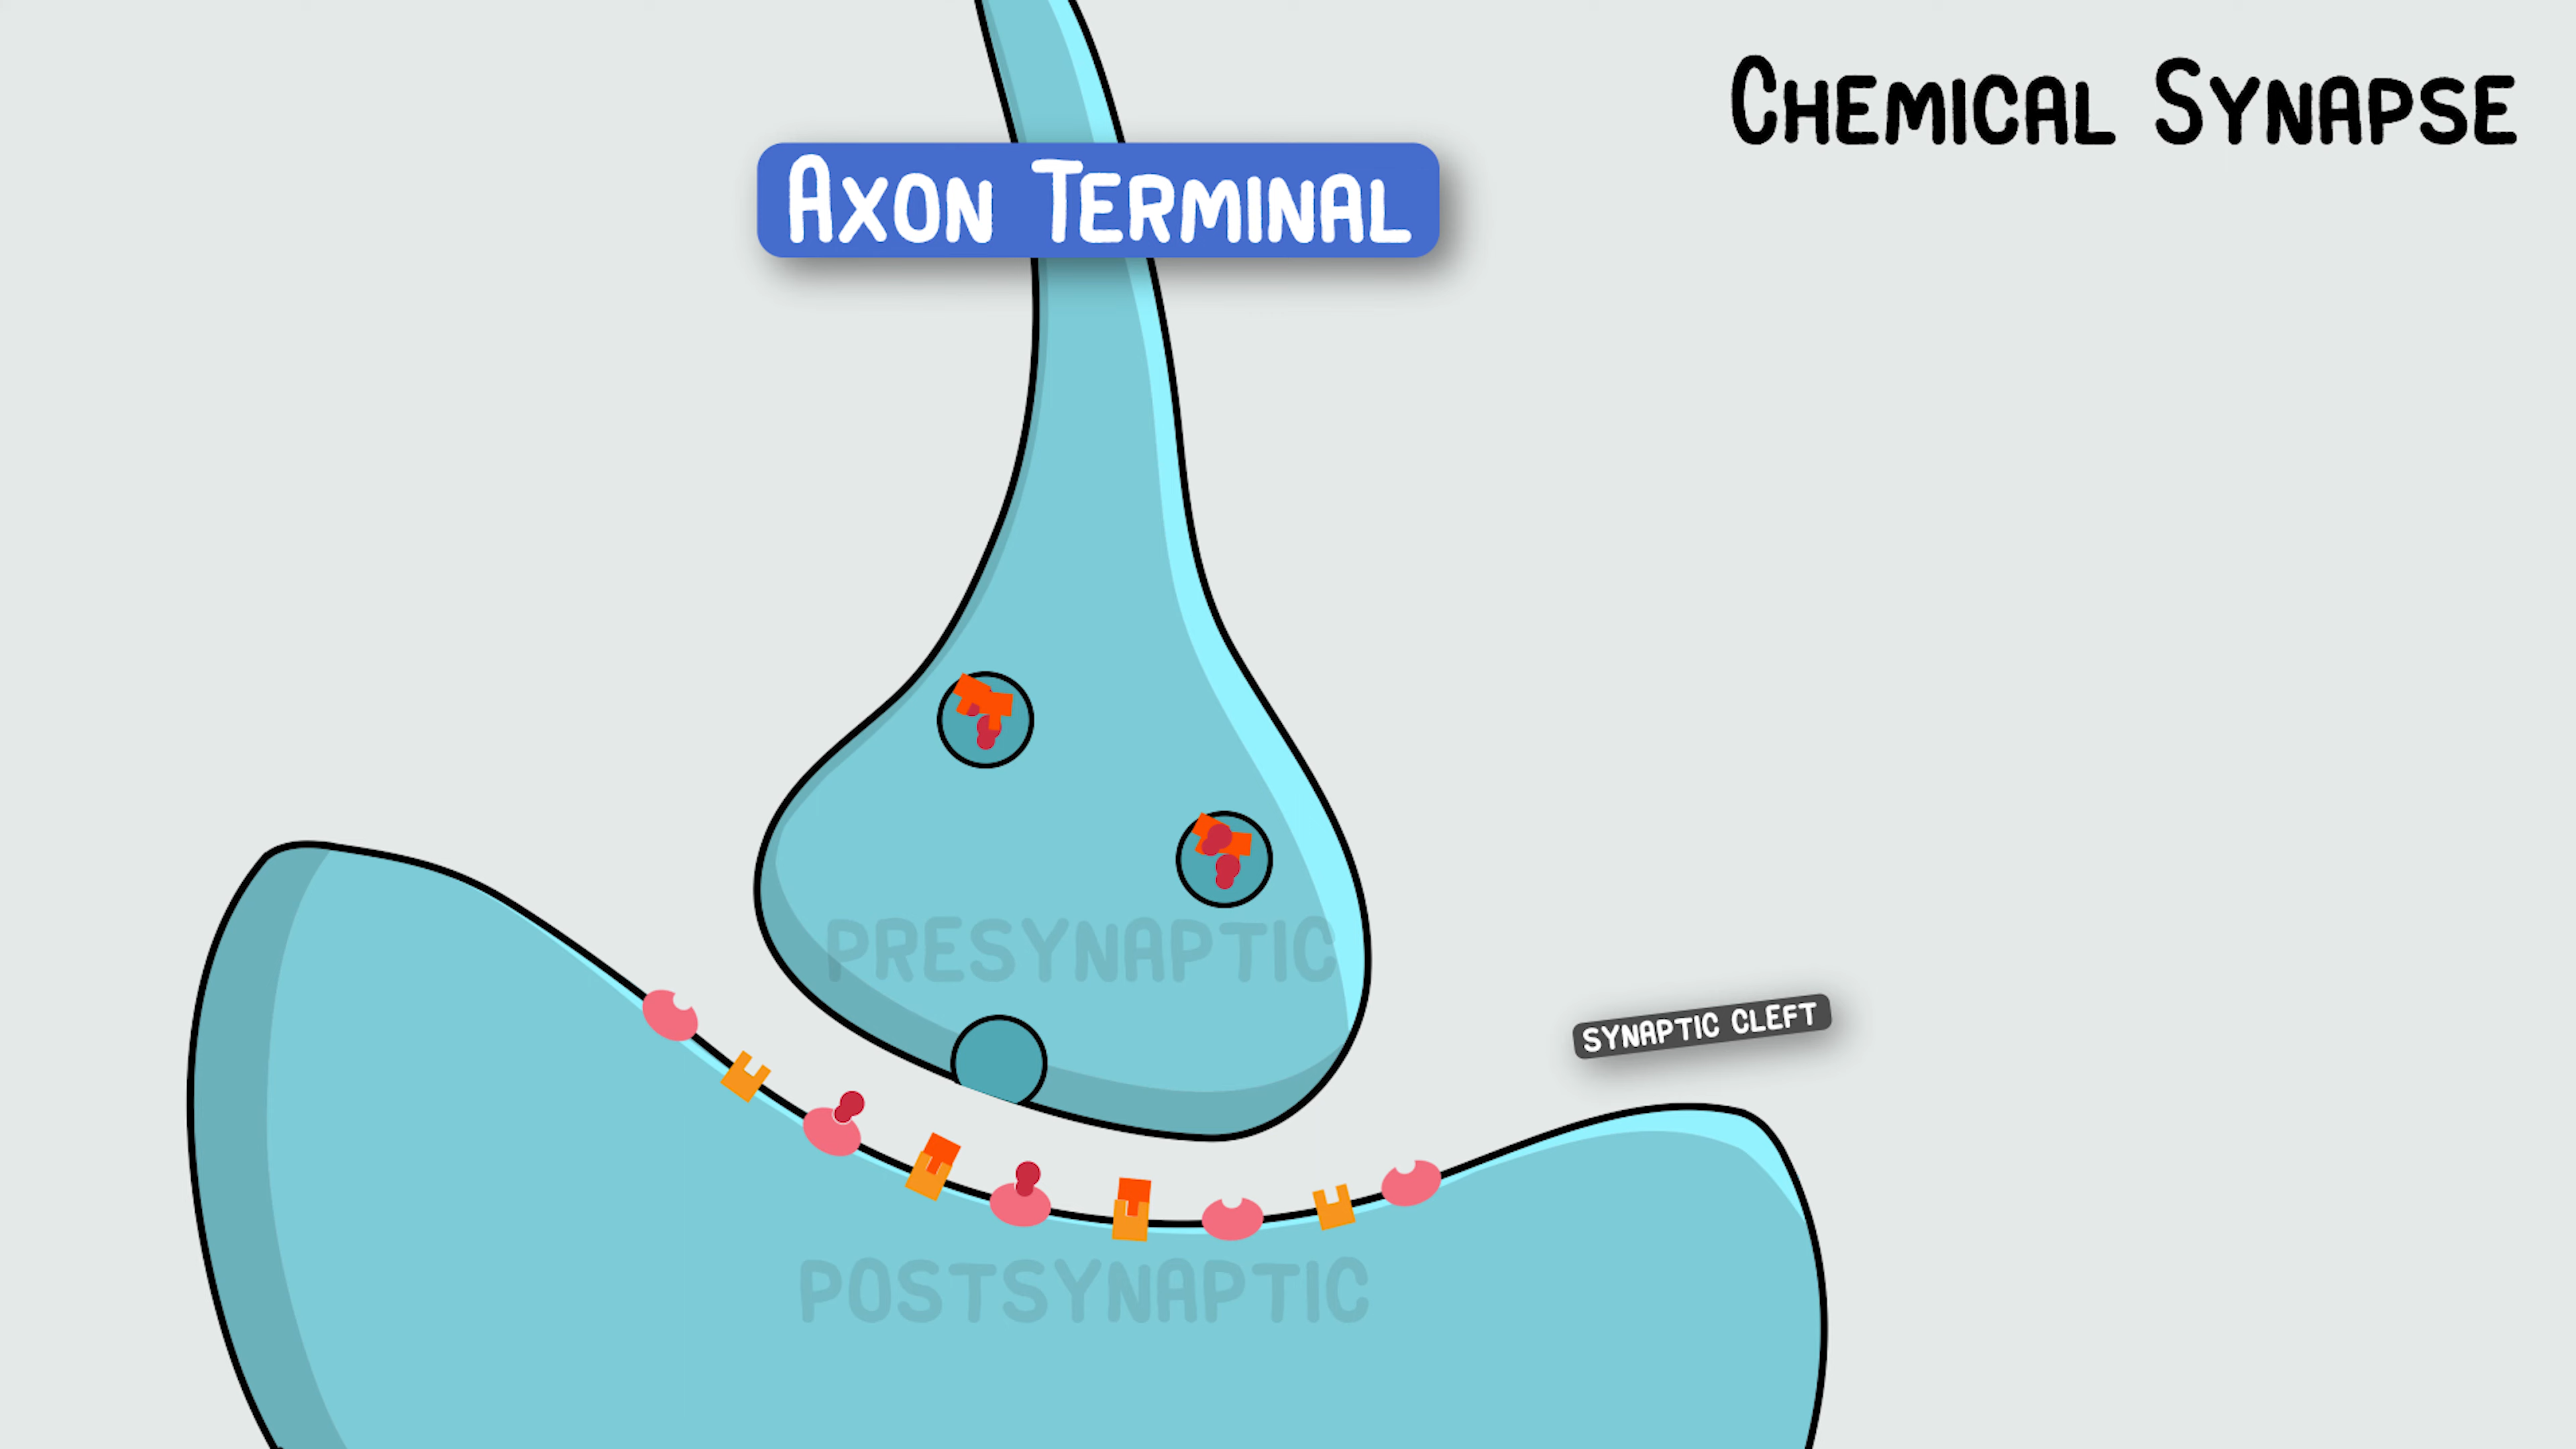 Chemical Synapse
Axon Terminal
PRESYNAPTIC
SYNAPTIC CLEFT
POSTSYNAPTIC